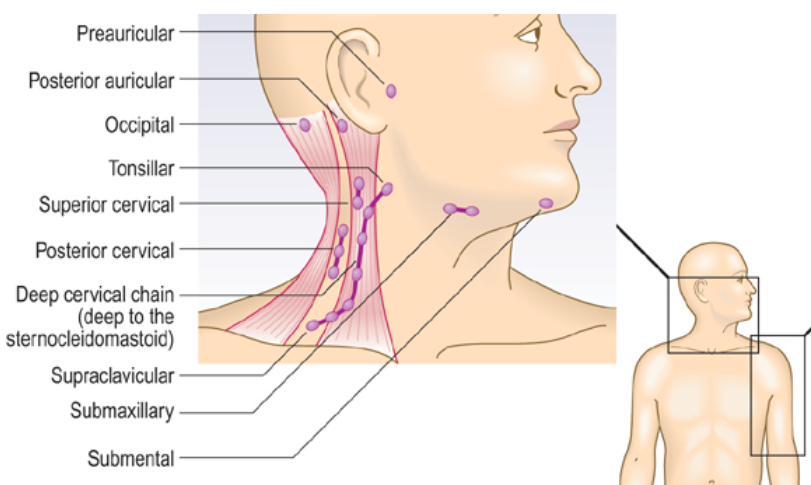 Preauricular
Posterior auricular
Occipital
Tonsillar
Superior cervical
Posterior cervical
Deep cervical chain
(deep to the
sternocleidomastoid)
Supraclavicular
Submaxillary
Submental